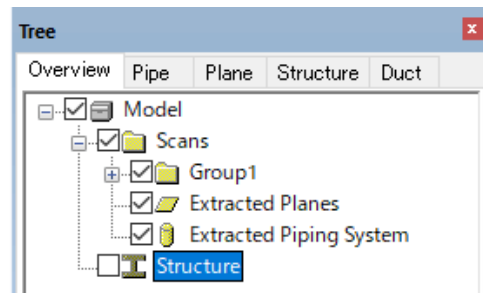 Tree
Overview Pipe Plane Structure Duct
Model
Scans
Group1
Extracted Planes
Extracted Piping System
Structure